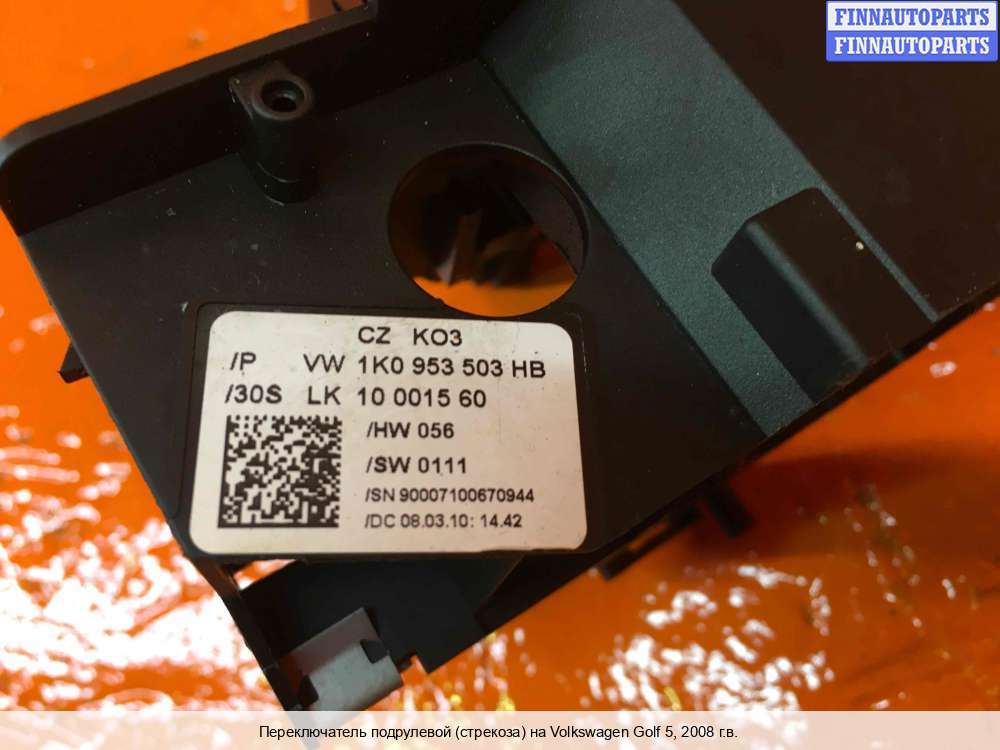 FINNAUTOPARTS
FINNAUTOPARTS
CZ KO3
/P VW 1K0 953 503 HB
/30S LK 10 0015 60
/HW 056
/SW 0111
/SN 90007100670944
/DC 08.03.10: 14.42
Переключатель подрулевой (стрекоза) на Volkswagen Golf 5, 2008 г.в.